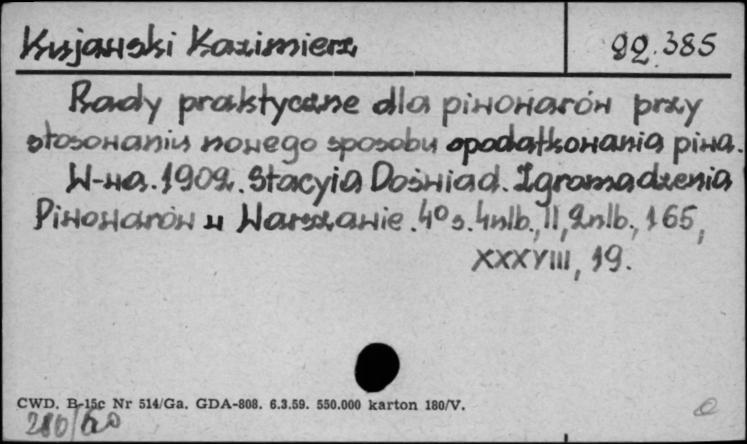 Kujawski Kazimierz 22.385
Rady praktyczne dla piwowarów przy
stosowaniu nowego sposobu opodatkowania piwa.
W-wa. 1902. Stacyia Doświad. Zgromadzenia
Piwowarów w Warszawie. 4º s. 4nlb., II, 2nlb., 165,
XXXVIII, 19.
CWD. B-15c Nr 514/Ga. GDA-808. 6.3.59. 550.000 karton 180/V.